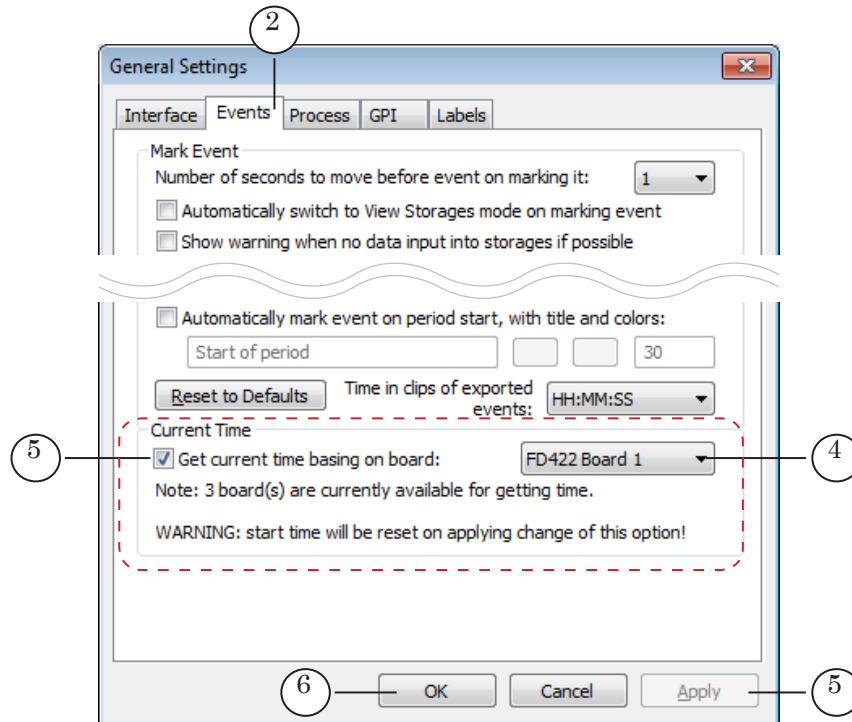 2
General Settings
Interface Events Process GPI Labels
Mark Event
Number of seconds to move before event on marking it: 1
Automatically switch to View Storages mode on marking event
Show warning when no data input into storages if possible
Automatically mark event on period start, with title and colors:
Start of period 30
Reset to Defaults Time in clips of exported events: HH:MM:SS
Current Time
5 Get current time basing on board: FD422 Board 1 4
Note: 3 board(s) are currently available for getting time.
WARNING: start time will be reset on applying change of this option!
6 OK Cancel Apply 5